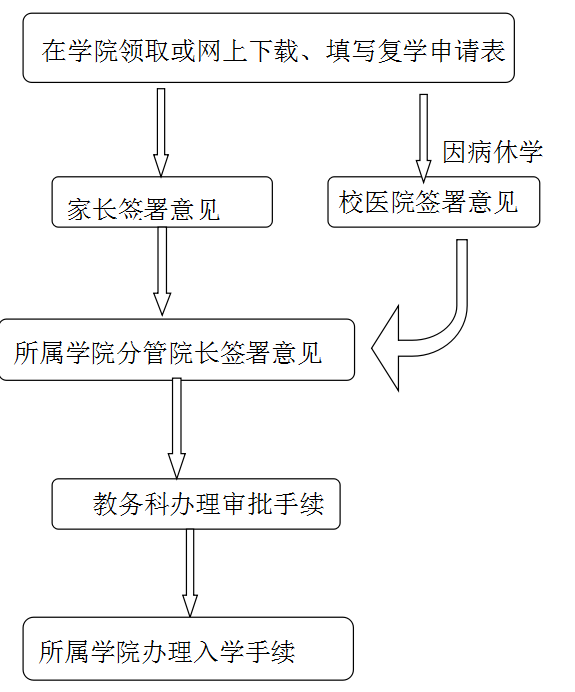 在学院领取或网上下载、填写复学申请表
因病休学
家长签署意见
校医院签署意见
所属学院分管院长签署意见
教务科办理审批手续
所属学院办理入学手续